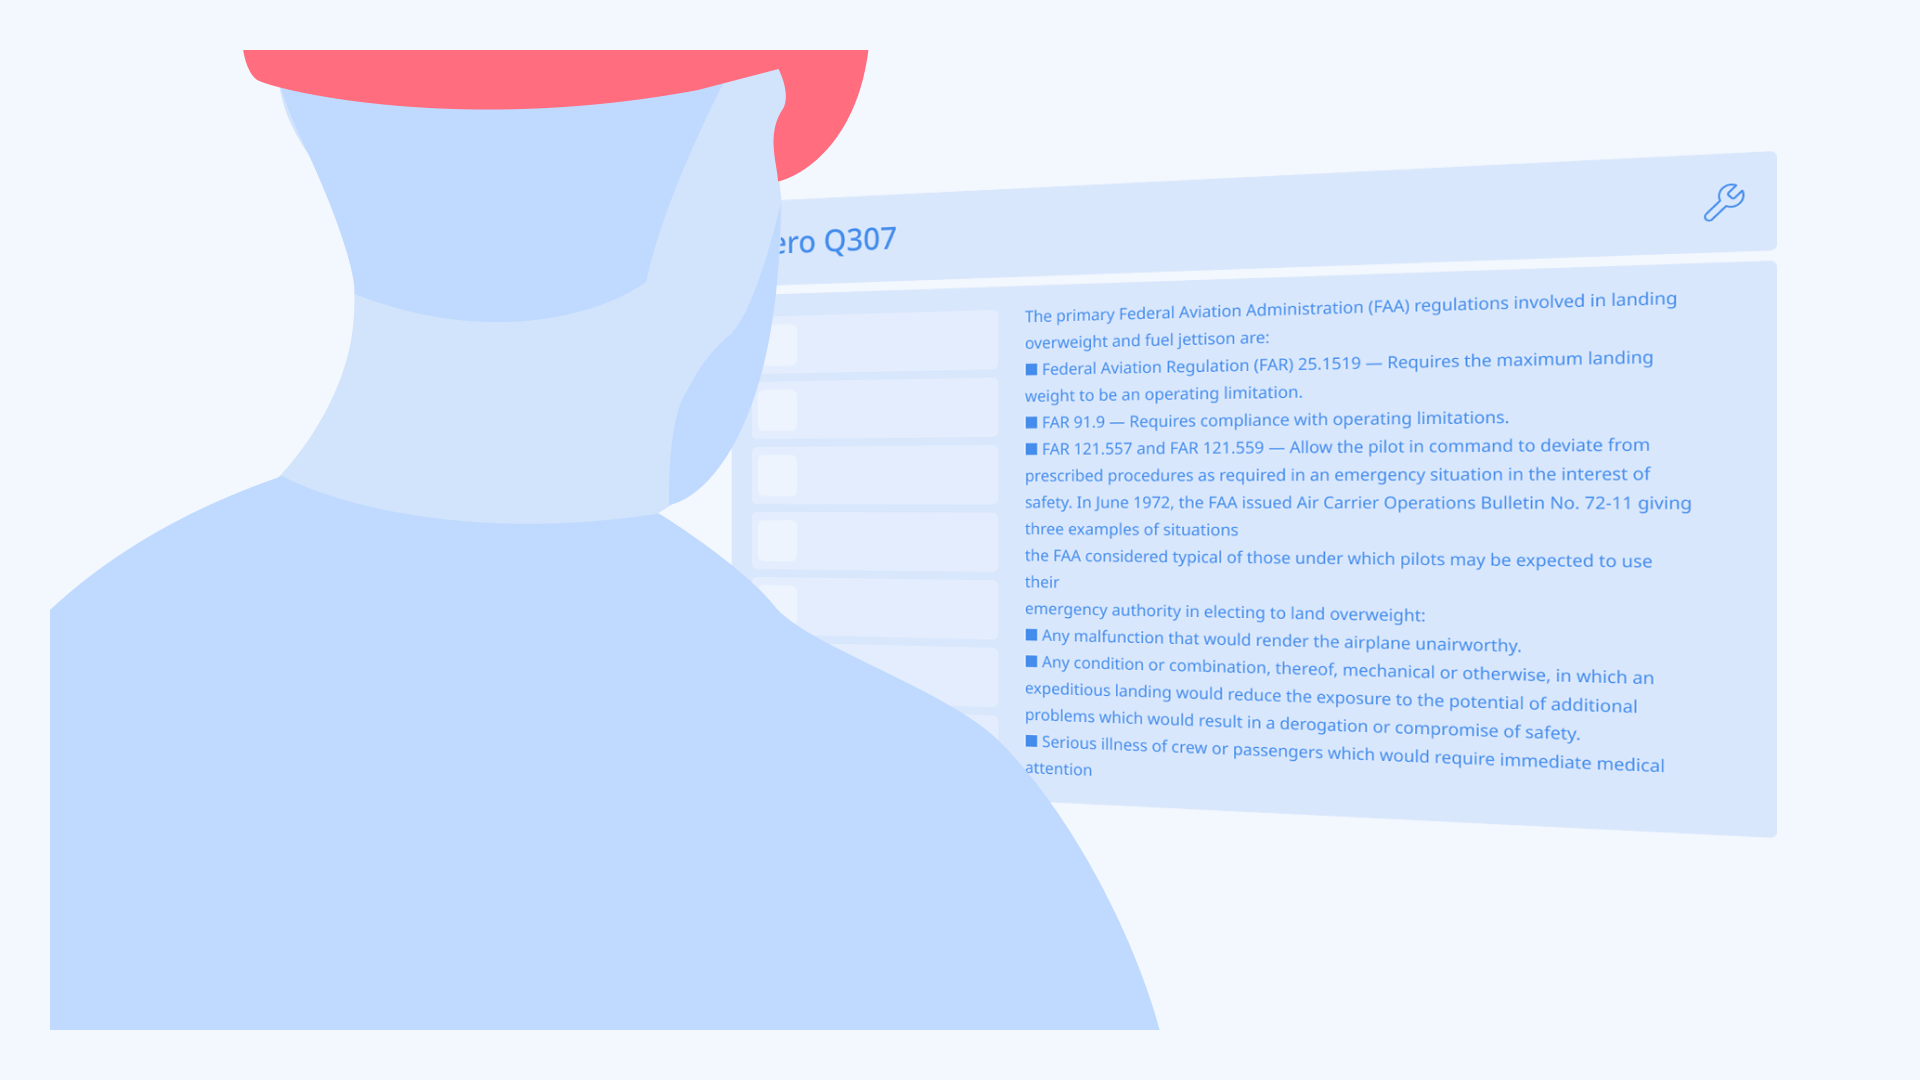 ero Q307
The primary Federal Aviation Administration (FAA) regulations involved in landing
overweight and fuel jettison are:
■ Federal Aviation Regulation (FAR) 25.1519 — Requires the maximum landing
weight to be an operating limitation.
■ FAR 91.9 — Requires compliance with operating limitations.
■ FAR 121.557 and FAR 121.559 — Allow the pilot in command to deviate from
prescribed procedures as required in an emergency situation in the interest of
safety. In June 1972, the FAA issued Air Carrier Operations Bulletin No. 72-11 giving
three examples of situations
the FAA considered typical of those under which pilots may be expected to use
their
emergency authority in electing to land overweight:
■ Any malfunction that would render the airplane unairworthy.
■ Any condition or combination, thereof, mechanical or otherwise, in which an
expeditious landing would reduce the exposure to the potential of additional
problems which would result in a derogation or compromise of safety.
■ Serious illness of crew or passengers which would require immediate medical
attention